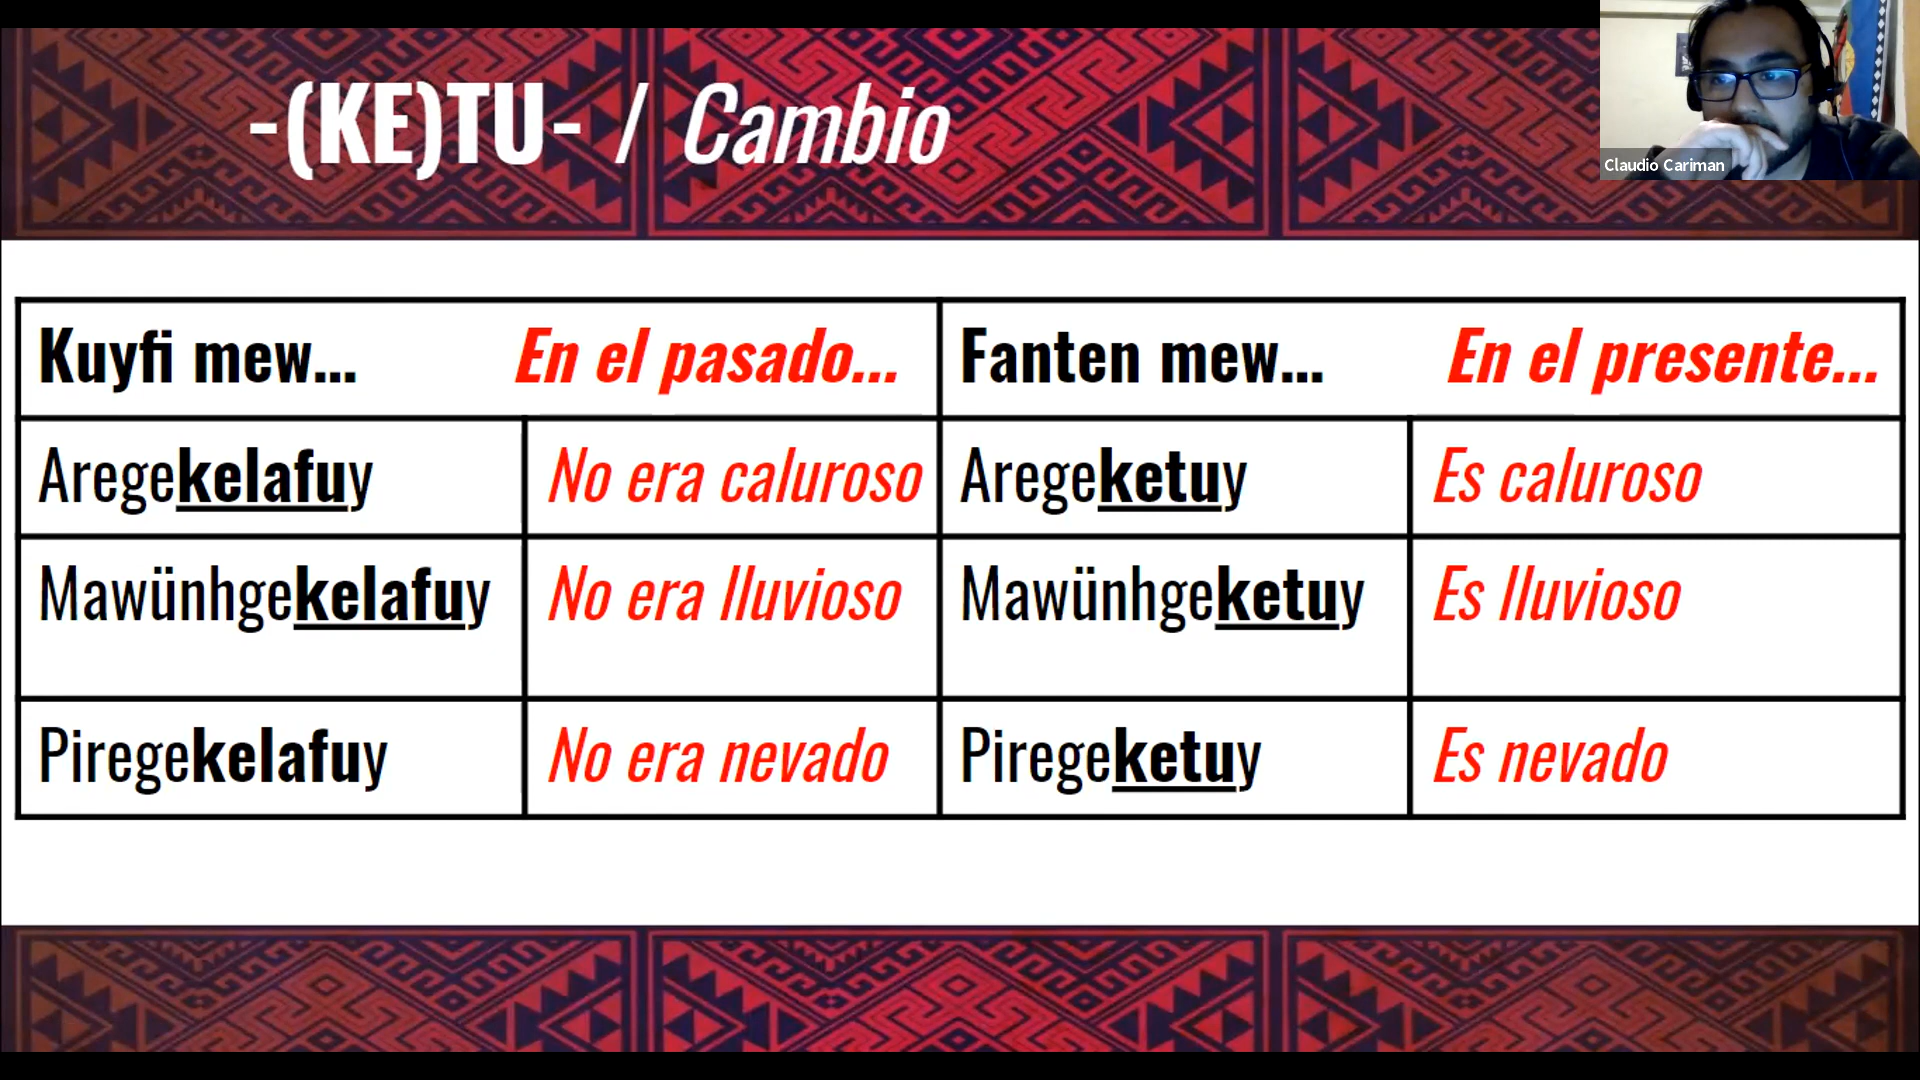 -(KE)TU- / Cambio
Claudio Cariman
Kuyfi mew... En el pasado... Fanten mew... En el presente...
Aregekelafuy No era caluroso Aregeketuy Es caluroso
Mawünhgekelafuy No era lluvioso Mawünhgeketuy Es lluvioso
Piregekelafuy No era nevado Piregeketuy Es nevado